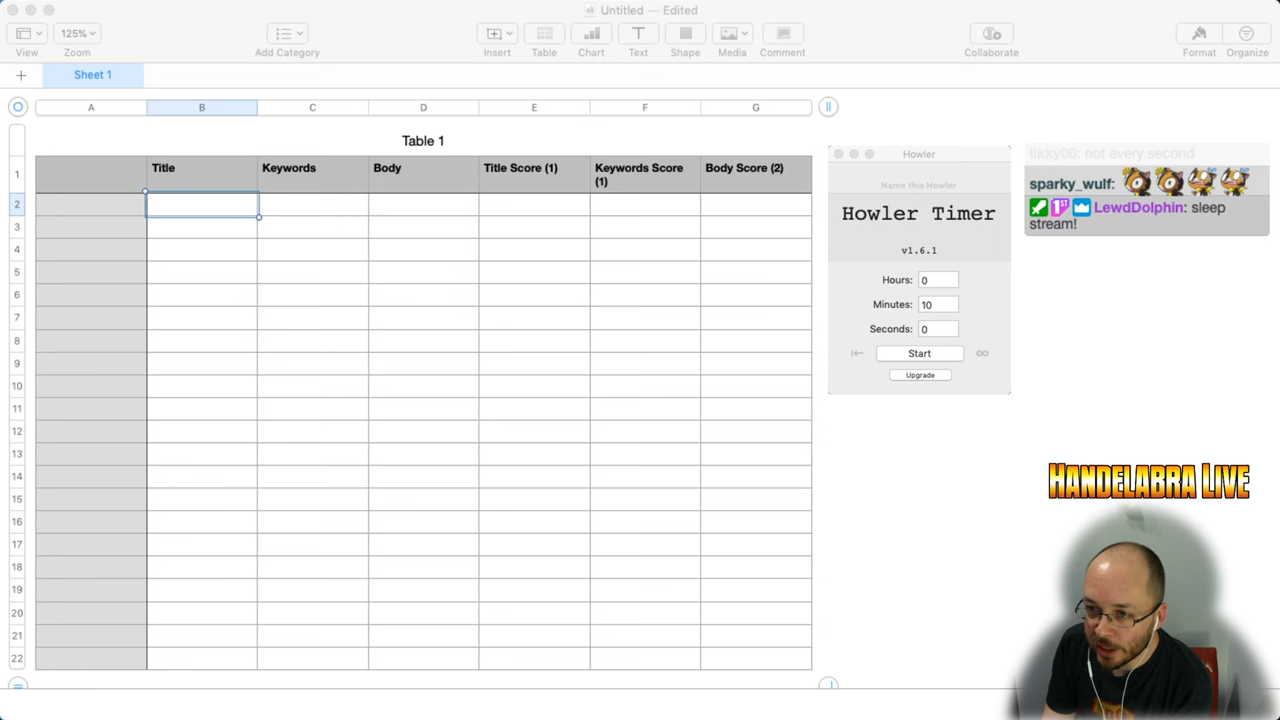 Untitled — Edited
125%
View
Zoom
Add Category
Insert
Table
Chart
Text
Shape
Media
Comment
Collaborate
Format
Organize
Sheet 1
A B C D E F G
Table 1
1 Title Keywords Body Title Score (1) Keywords Score (1) Body Score (2)
2
3
4
5
6
7
8
9
10
11
12
13
14
15
16
17
18
19
20
21
22
Howler
Name this Howler
Howler Timer
v1.6.1
Hours: 0
Minutes: 10
Seconds: 0
Start
Upgrade
likky00: not every second
sparky_wulf:
LewdDolphin: sleep
stream!
HANDELABRA LIVE